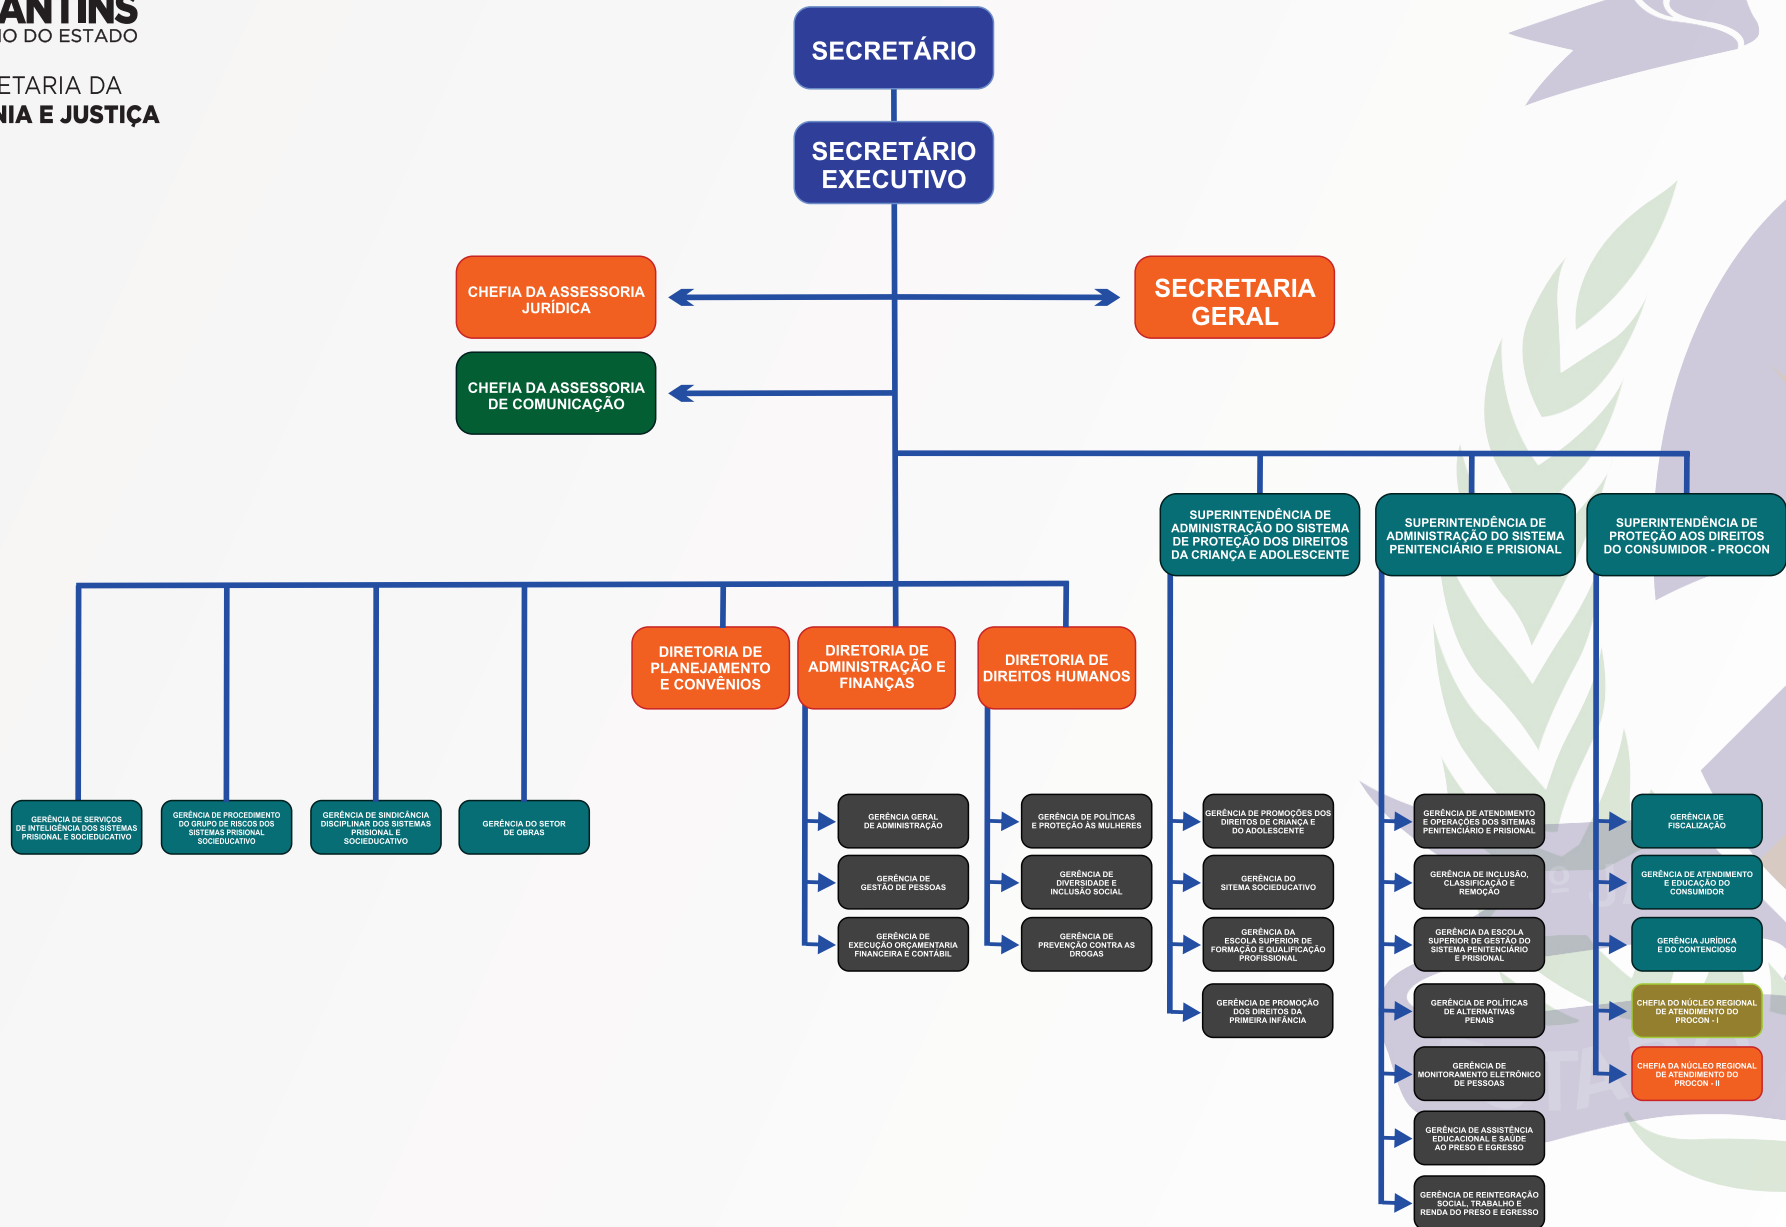 ANTINS
IO DO ESTADO
ETARIA DA
NIA E JUSTIÇA
SECRETÁRIO
SECRETÁRIO
EXECUTIVO
CHEFIA DA ASSESSORIA
JURÍDICA
SECRETARIA
GERAL
CHEFIA DA ASSESSORIA
DE COMUNICAÇÃO
SUPERINTENDÊNCIA DE
ADMINISTRAÇÃO DO SISTEMA
DE PROTEÇÃO DOS DIREITOS
DA CRIANÇA E ADOLESCENTE
SUPERINTENDÊNCIA DE
ADMINISTRAÇÃO DO SISTEMA
PENITENCIÁRIO E PRISIONAL
SUPERINTENDÊNCIA DE
PROTEÇÃO AOS DIREITOS
DO CONSUMIDOR - PROCON
DIRETORIA DE
PLANEJAMENTO
E CONVÊNIOS
DIRETORIA DE
ADMINISTRAÇÃO E
FINANÇAS
DIRETORIA DE
DIREITOS HUMANOS
GERÊNCIA DE SERVIÇOS
DE INTELIGÊNCIA DOS SISTEMAS
PRISIONAL E SOCIEDUCATIVO
GERÊNCIA DE PROCEDIMENTO
DO GRUPO DE RISCOS DOS
SISTEMAS PRISIONAL
SOCIEDUCATIVO
GERÊNCIA DE SINDICÂNCIA
DISCIPLINAR DOS SISTEMAS
PRISIONAL E
SOCIEDUCATIVO
GERÊNCIA DO SETOR
DE OBRAS
GERÊNCIA GERAL
DE ADMINISTRAÇÃO
GERÊNCIA DE
GESTÃO DE PESSOAS
GERÊNCIA DE
EXECUÇÃO ORÇAMENTARIA
FINANCEIRA E CONTÁBIL
GERÊNCIA DE POLÍTICAS
E PROTEÇÃO ÀS MULHERES
GERÊNCIA DE
DIVERSIDADE E
INCLUSÃO SOCIAL
GERÊNCIA DE
PREVENÇÃO CONTRA AS
DROGAS
GERÊNCIA DE PROMOÇÕES DOS
DIREITOS DE CRIANÇA E
DO ADOLESCENTE
GERÊNCIA DO
SITEMA SOCIEDUCATIVO
GERÊNCIA DA
ESCOLA SUPERIOR DE
FORMAÇÃO E QUALIFICAÇÃO
PROFISSIONAL
GERÊNCIA DE PROMOÇÃO
DOS DIREITOS DA
PRIMEIRA INFÂNCIA
GERÊNCIA DE ATENDIMENTO
E OPERAÇÕES DOS SITEMAS
PENITENCIÁRIO E PRISIONAL
GERÊNCIA DE INCLUSÃO,
CLASSIFICAÇÃO E
REMOÇÃO
GERÊNCIA DA ESCOLA
SUPERIOR DE GESTÃO DO
SISTEMA PENITENCIÁRIO
E PRISIONAL
GERÊNCIA DE POLÍTICAS
DE ALTERNATIVAS
PENAIS
GERÊNCIA DE
MONITORAMENTO ELETRÔNICO
DE PESSOAS
GERÊNCIA DE ASSISTÊNCIA
EDUCACIONAL E SAÚDE
AO PRESO E EGRESSO
GERÊNCIA DE REINTEGRAÇÃO
SOCIAL, TRABALHO E
RENDA DO PRESO E EGRESSO
GERÊNCIA DE
FISCALIZAÇÃO
GERÊNCIA DE ATENDIMENTO
E EDUCAÇÃO DO
CONSUMIDOR
GERÊNCIA JURÍDICA
E DO CONTENCIOSO
CHEFIA DO NÚCLEO REGIONAL
DE ATENDIMENTO DO
PROCON - I
CHEFIA DA NÚCLEO REGIONAL
DE ATENDIMENTO DO
PROCON - II